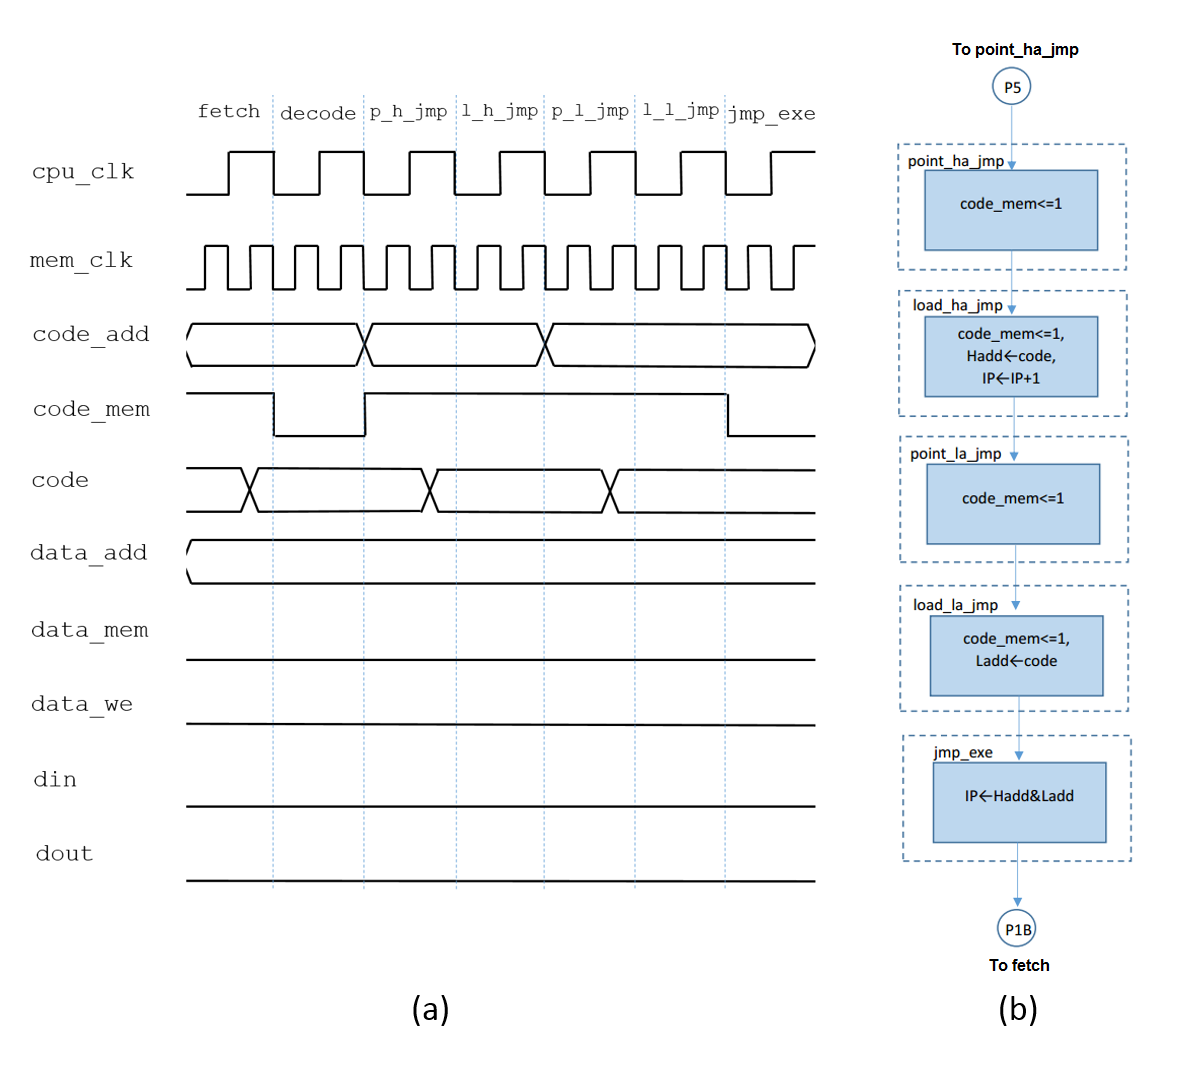 fetch decode p_h_jmp l_h_jmp p_l_jmp l_l_jmp jmp_exe
cpu_clk
mem_clk
code_add
code_mem
code
data_add
data_mem
data_we
din
dout
(a)
To point_ha_jmp
P5
point_ha_jmp
code_mem<=1
load_ha_jmp
code_mem<=1,
Hadd←code,
IP←IP+1
point_la_jmp
code_mem<=1
load_la_jmp
code_mem<=1,
Ladd←code
jmp_exe
IP←Hadd&Ladd
P1B
To fetch
(b)